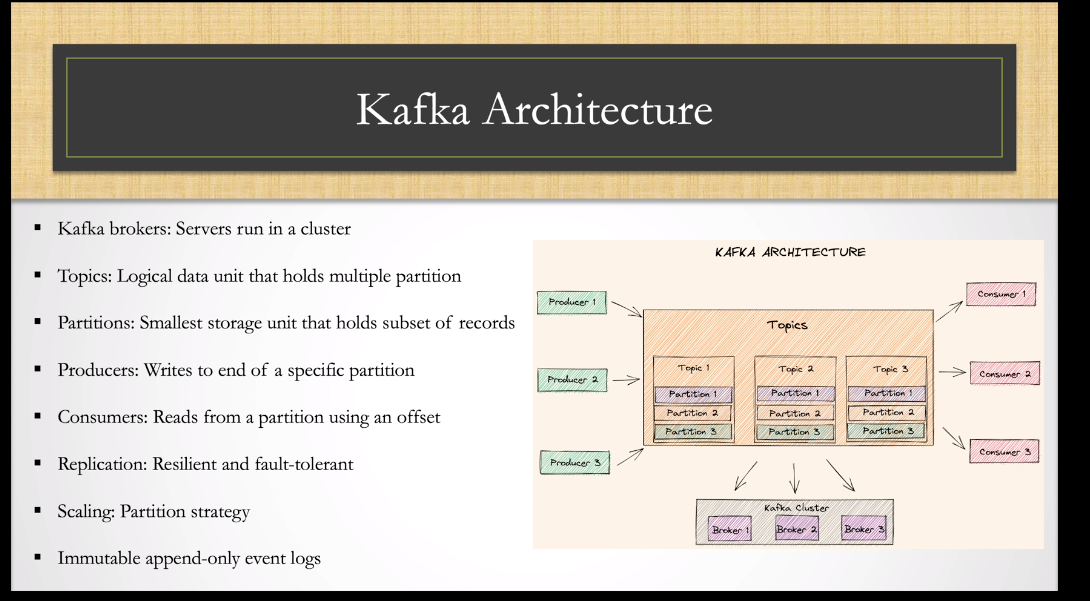 Kafka Architecture
▪ Kafka brokers: Servers run in a cluster
▪ Topics: Logical data unit that holds multiple partition
▪ Partitions: Smallest storage unit that holds subset of records
▪ Producers: Writes to end of a specific partition
▪ Consumers: Reads from a partition using an offset
▪ Replication: Resilient and fault-tolerant
▪ Scaling: Partition strategy
▪ Immutable append-only event logs
KAFKA ARCHITECTURE
Producer 1
Producer 2
Producer 3
Topics
Topic 1
Partition 1
Partition 2
Partition 3
Topic 2
Partition 1
Partition 2
Partition 3
Topic 3
Partition 1
Partition 2
Partition 3
Consumer 1
Consumer 2
Consumer 3
Kafka Cluster
Broker 1
Broker 2
Broker 3